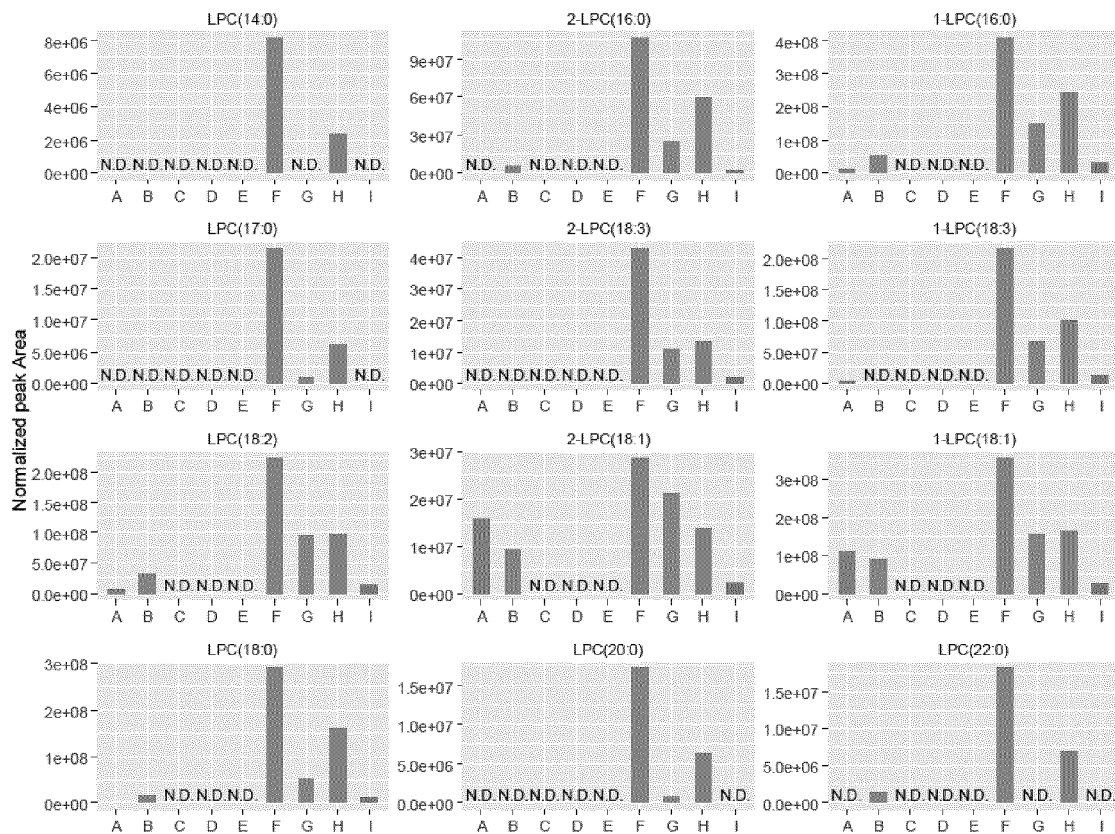 Normalized peak Area
LPC(14:0)
8e+06
6e+06
4e+06
2e+06
0e+00
N.D. N.D. N.D. N.D. N.D. N.D. N.D.
A B C D E F G H I
2-LPC(16:0)
9e+07
6e+07
3e+07
0e+00
N.D. N.D. N.D. N.D.
A B C D E F G H I
1-LPC(16:0)
4e+08
3e+08
2e+08
1e+08
0e+00
N.D. N.D. N.D.
A B C D E F G H I
LPC(17:0)
2.0e+07
1.5e+07
1.0e+07
5.0e+06
0.0e+00
N.D. N.D. N.D. N.D. N.D. N.D.
A B C D E F G H I
2-LPC(18:3)
4e+07
3e+07
2e+07
1e+07
0e+00
N.D. N.D. N.D. N.D. N.D.
A B C D E F G H I
1-LPC(18:3)
2.0e+08
1.5e+08
1.0e+08
5.0e+07
0.0e+00
N.D. N.D. N.D. N.D.
A B C D E F G H I
LPC(18:2)
2.0e+08
1.5e+08
1.0e+08
5.0e+07
0.0e+00
N.D. N.D. N.D.
A B C D E F G H I
2-LPC(18:1)
3e+07
2e+07
1e+07
0e+00
N.D. N.D. N.D.
A B C D E F G H I
1-LPC(18:1)
3e+08
2e+08
1e+08
0e+00
N.D. N.D. N.D.
A B C D E F G H I
LPC(18:0)
3e+08
2e+08
1e+08
0e+00
N.D. N.D. N.D.
A B C D E F G H I
LPC(20:0)
1.5e+07
1.0e+07
5.0e+06
0.0e+00
N.D. N.D. N.D. N.D. N.D. N.D.
A B C D E F G H I
LPC(22:0)
1.5e+07
1.0e+07
5.0e+06
0.0e+00
N.D. N.D. N.D. N.D. N.D. N.D.
A B C D E F G H I